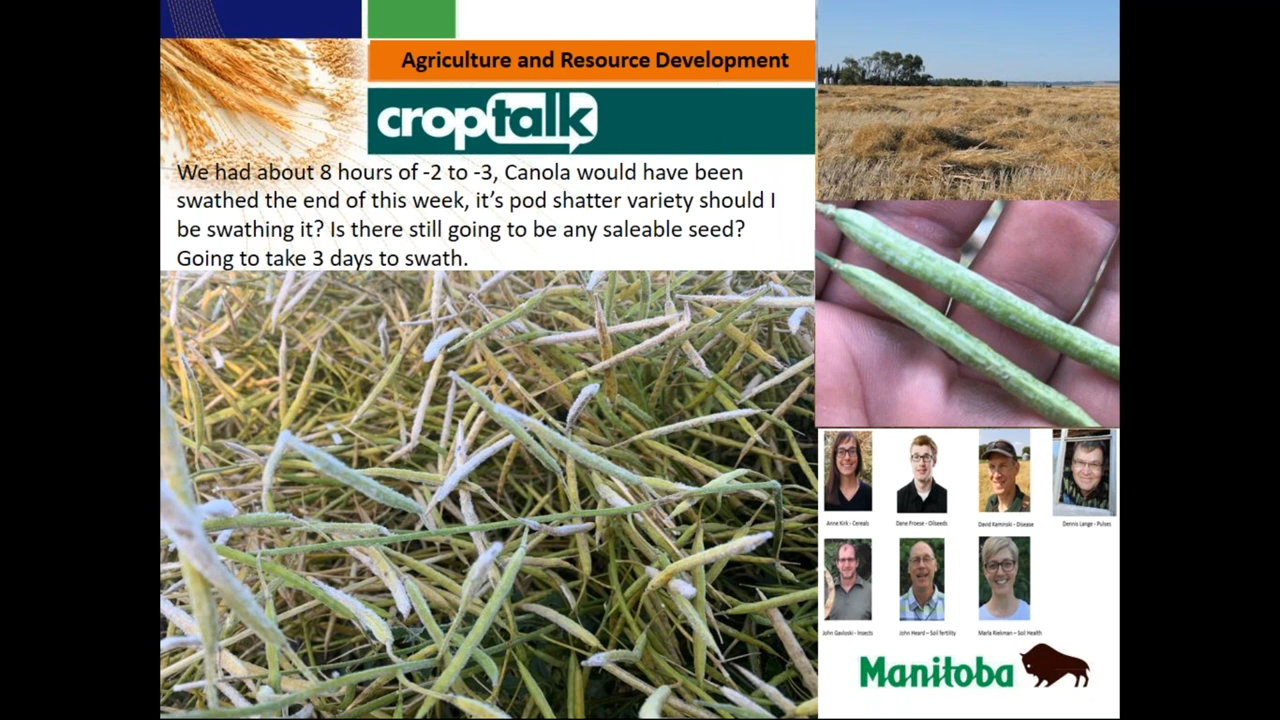 Agriculture and Resource Development
croptalk
We had about 8 hours of -2 to -3, Canola would have been
swathed the end of this week, it's pod shatter variety should I
be swathing it? Is there still going to be any saleable seed?
Going to take 3 days to swath.
Anne Kirk - Cereals
Dane Froese - Oilseeds
David Kaminski - Disease
Dennis Lange - Pulses
John Gavloski - Insects
John Heard – Soil fertility
Marla Riekman – Soil Health
Manitoba